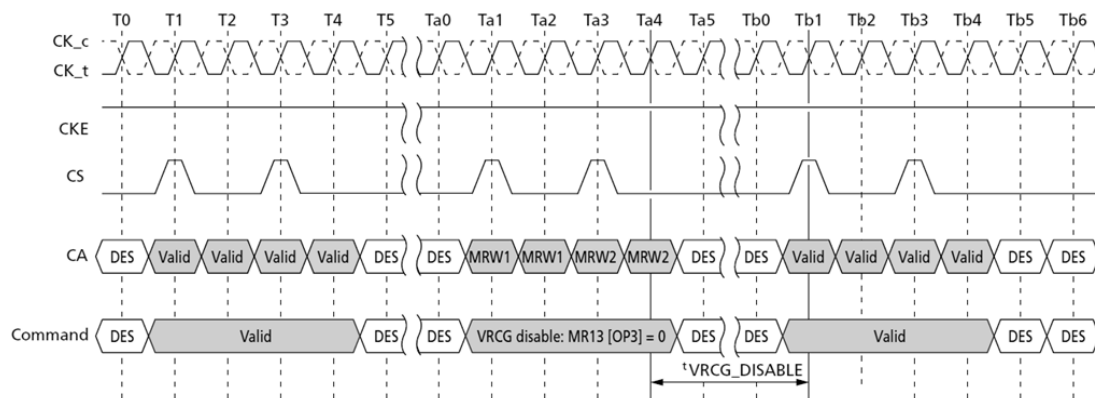 T0 T1 T2 T3 T4 T5 Ta0 Ta1 Ta2 Ta3 Ta4 Ta5 Tb0 Tb1 Tb2 Tb3 Tb4 Tb5 Tb6
CK_c
CK_t
CKE
CS
CA DES Valid Valid Valid Valid DES DES MRW1 MRW1 MRW2 MRW2 DES DES Valid Valid Valid Valid DES DES
Command DES Valid DES DES VRCG disable: MR13 [OP3] = 0 DES DES Valid DES DES
tVRCG_DISABLE